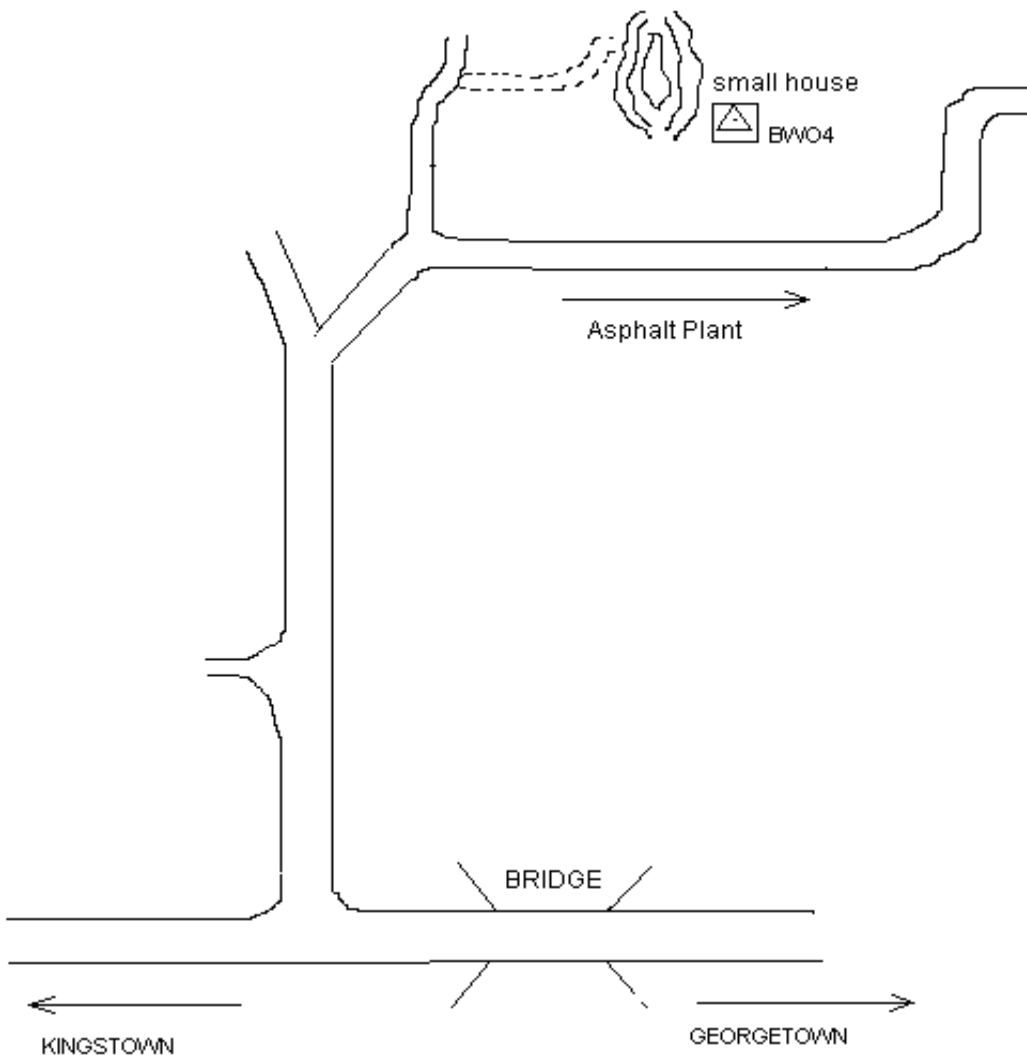 small house
BWO4
Asphalt Plant
BRIDGE
GEORGETOWN
KINGSTOWN